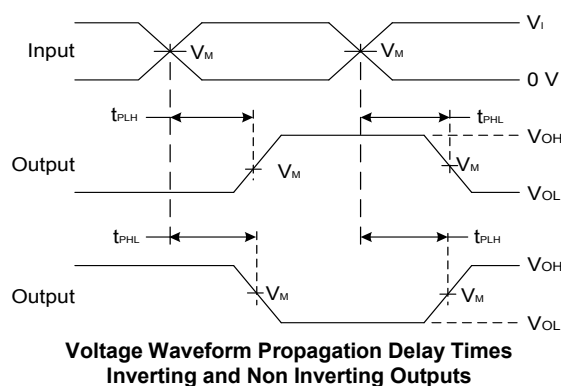 Input
VM
VM
VI
0 V
tPLH
tPHL
Output
VM
VM
VOH
VOL
tPHL
tPLH
Output
VM
VM
VOH
VOL
Voltage Waveform Propagation Delay Times
Inverting and Non Inverting Outputs